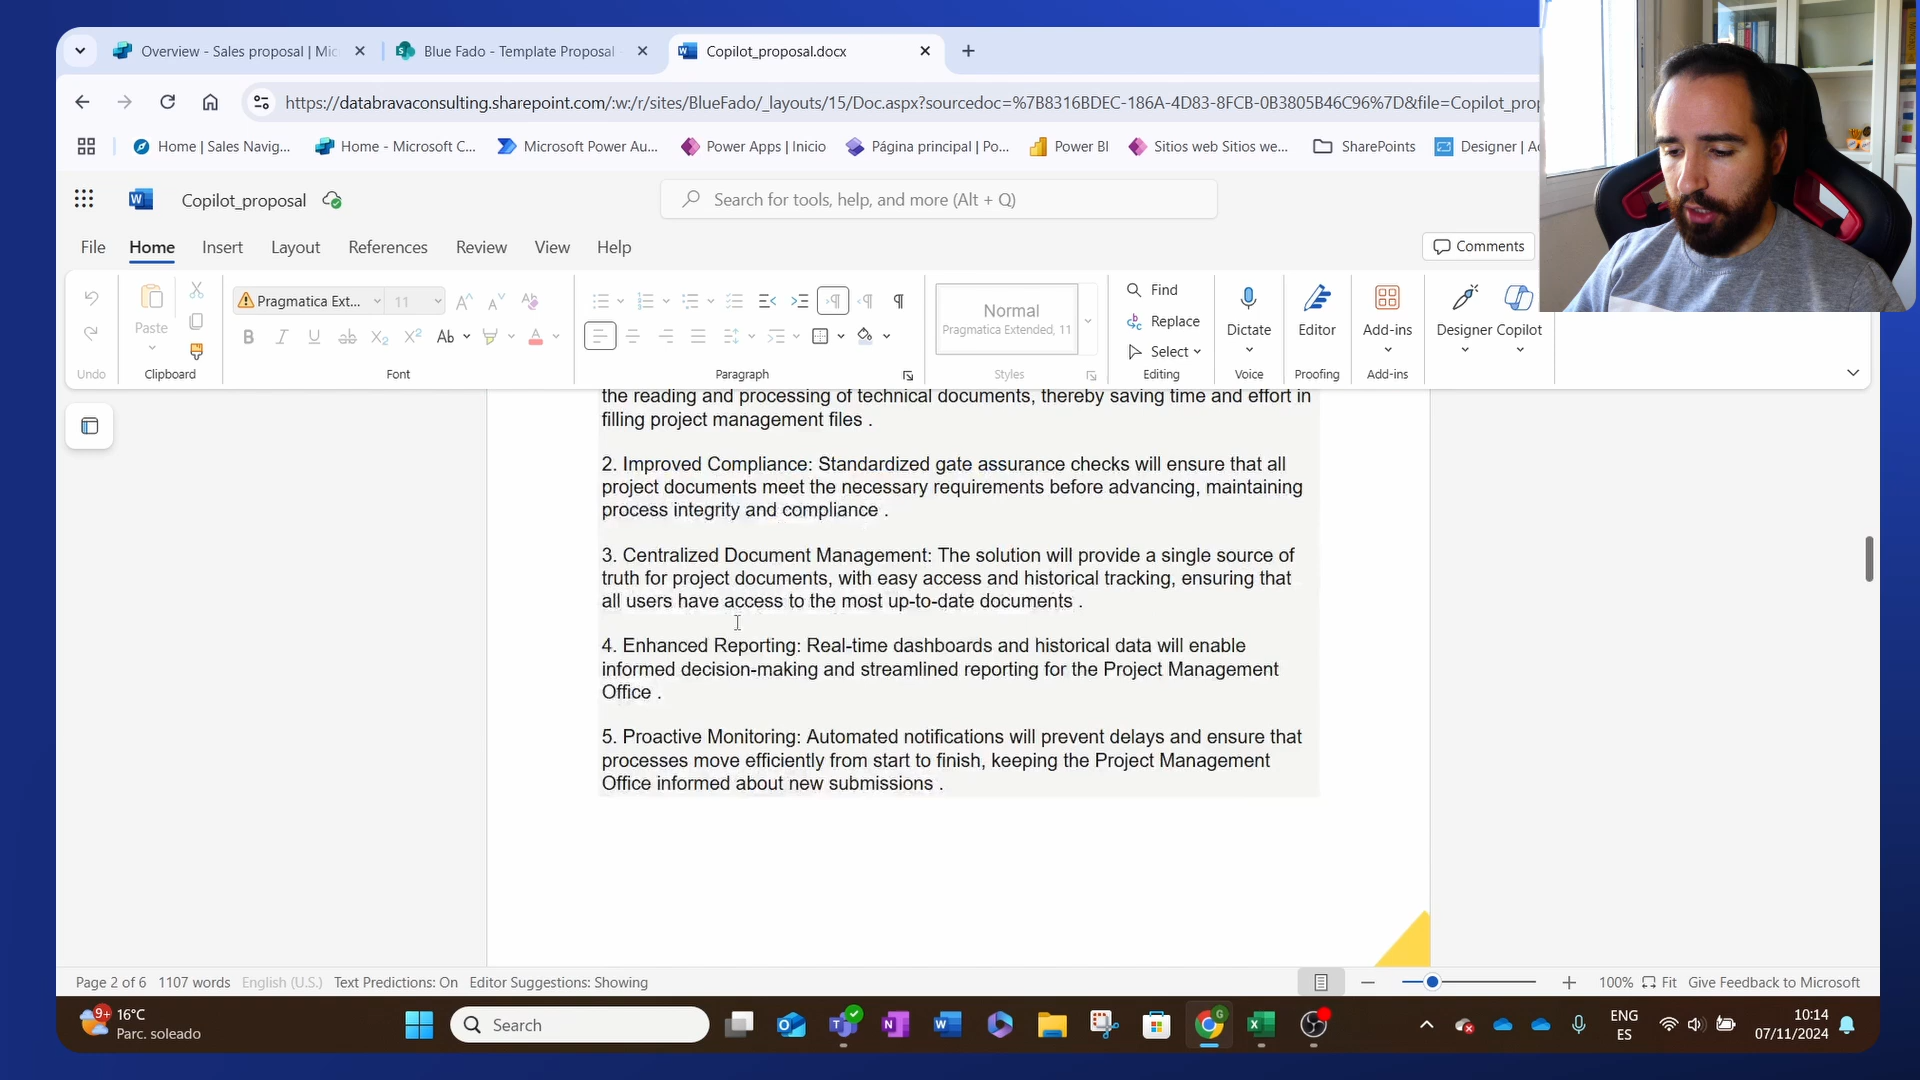 Overview - Sales proposal | Mic
Blue Fado - Template Proposal
Copilot_proposal.docx
https://databravaconsulting.sharepoint.com/:w:/r/sites/BlueFado/_layouts/15/Doc.aspx?sourcedoc=%7B8316BDEC-186A-4D83-8FCB-0B3805B46C96%7D&file=Copilot_prop
Home | Sales Navig...
Home - Microsoft C...
Microsoft Power Au...
Power Apps | Inicio
Página principal | Po...
Power BI
Sitios web Sitios we...
SharePoints
Designer | Ad
Copilot_proposal
Search for tools, help, and more (Alt + Q)
File Home Insert Layout References Review View Help
Comments
Pragmatica Ext... 11
Paste
Normal
Pragmatica Extended, 11
Find
Replace
Select
Dictate
Editor
Add-ins
Designer
Copilot
Undo
Clipboard
Font
Paragraph
Styles
Editing
Voice
Proofing
Add-ins
the reading and processing of technical documents, thereby saving time and effort in
filling project management files .
2. Improved Compliance: Standardized gate assurance checks will ensure that all
project documents meet the necessary requirements before advancing, maintaining
process integrity and compliance .
3. Centralized Document Management: The solution will provide a single source of
truth for project documents, with easy access and historical tracking, ensuring that
all users have access to the most up-to-date documents .
4. Enhanced Reporting: Real-time dashboards and historical data will enable
informed decision-making and streamlined reporting for the Project Management
Office .
5. Proactive Monitoring: Automated notifications will prevent delays and ensure that
processes move efficiently from start to finish, keeping the Project Management
Office informed about new submissions .
Page 2 of 6 1107 words English (U.S.) Text Predictions: On Editor Suggestions: Showing
100% Fit Give Feedback to Microsoft
9+
16°C
Parc. soleado
Search
ENG
ES
10:14
07/11/2024